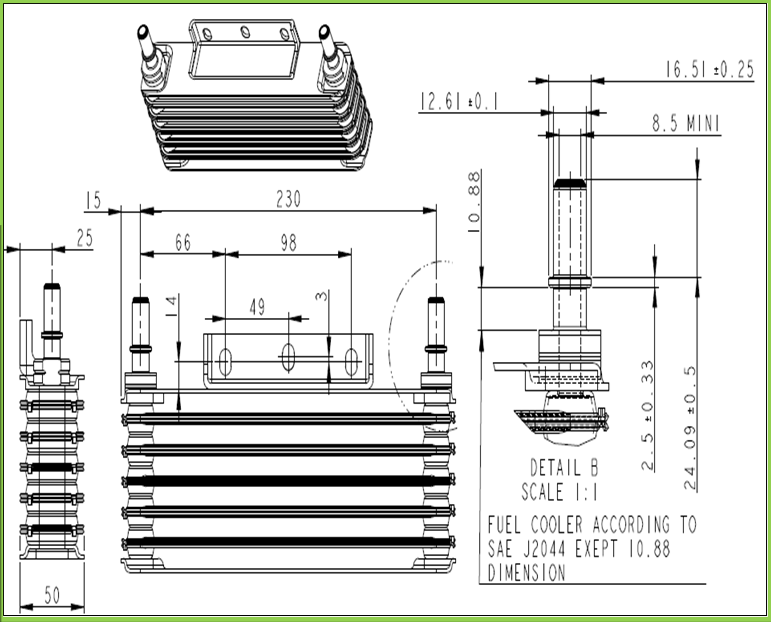 16.51 ±0.25
12.61 ±0.1
8.5 MINI
10.88
15
230
25
66
98
14
49
3
2.5±0.33
24.09±0.5
DETAIL B
SCALE 1:1
FUEL COOLER ACCORDING TO
SAE J2044 EXEPT 10.88
DIMENSION
50